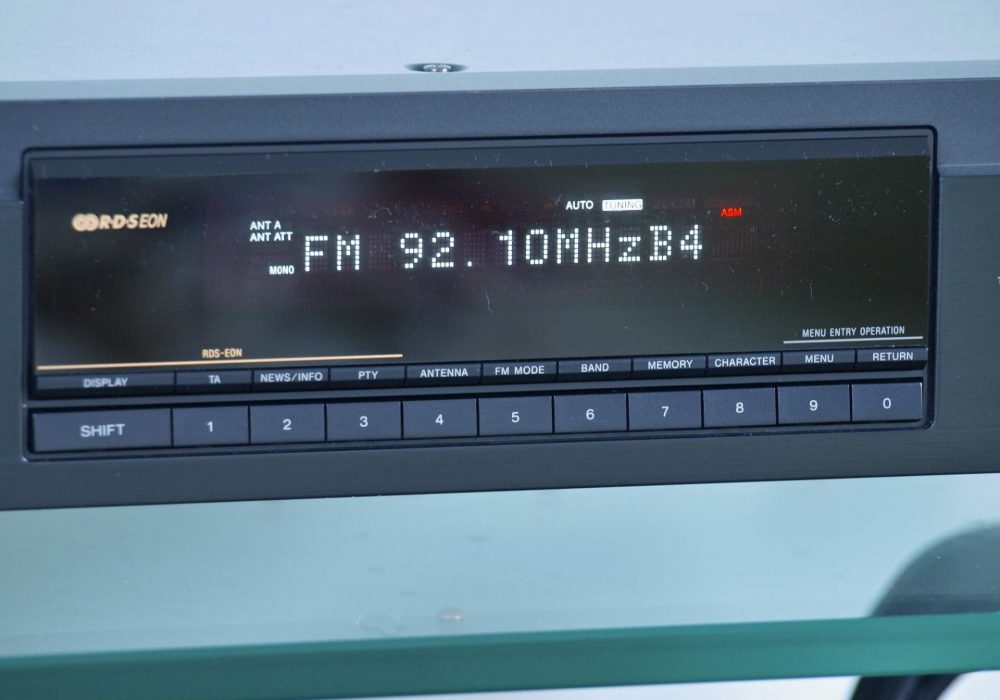 AUTO TUNING
ASM
R·D·S EON
ANT A
ANT ATT
MONO
FM 92.10MHzB4
MENU ENTRY OPERATION
RDS-EON
DISPLAY TA NEWS/INFO PTY ANTENNA FM MODE BAND MEMORY CHARACTER MENU RETURN
SHIFT 1 2 3 4 5 6 7 8 9 0